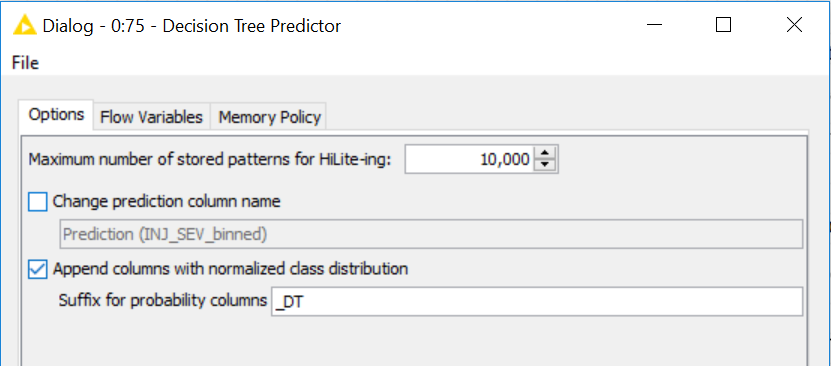 Dialog - 0:75 - Decision Tree Predictor
File
Options Flow Variables Memory Policy
Maximum number of stored patterns for HiLite-ing: 10,000
Change prediction column name
Prediction (INJ_SEV_binned)
Append columns with normalized class distribution
Suffix for probability columns _DT